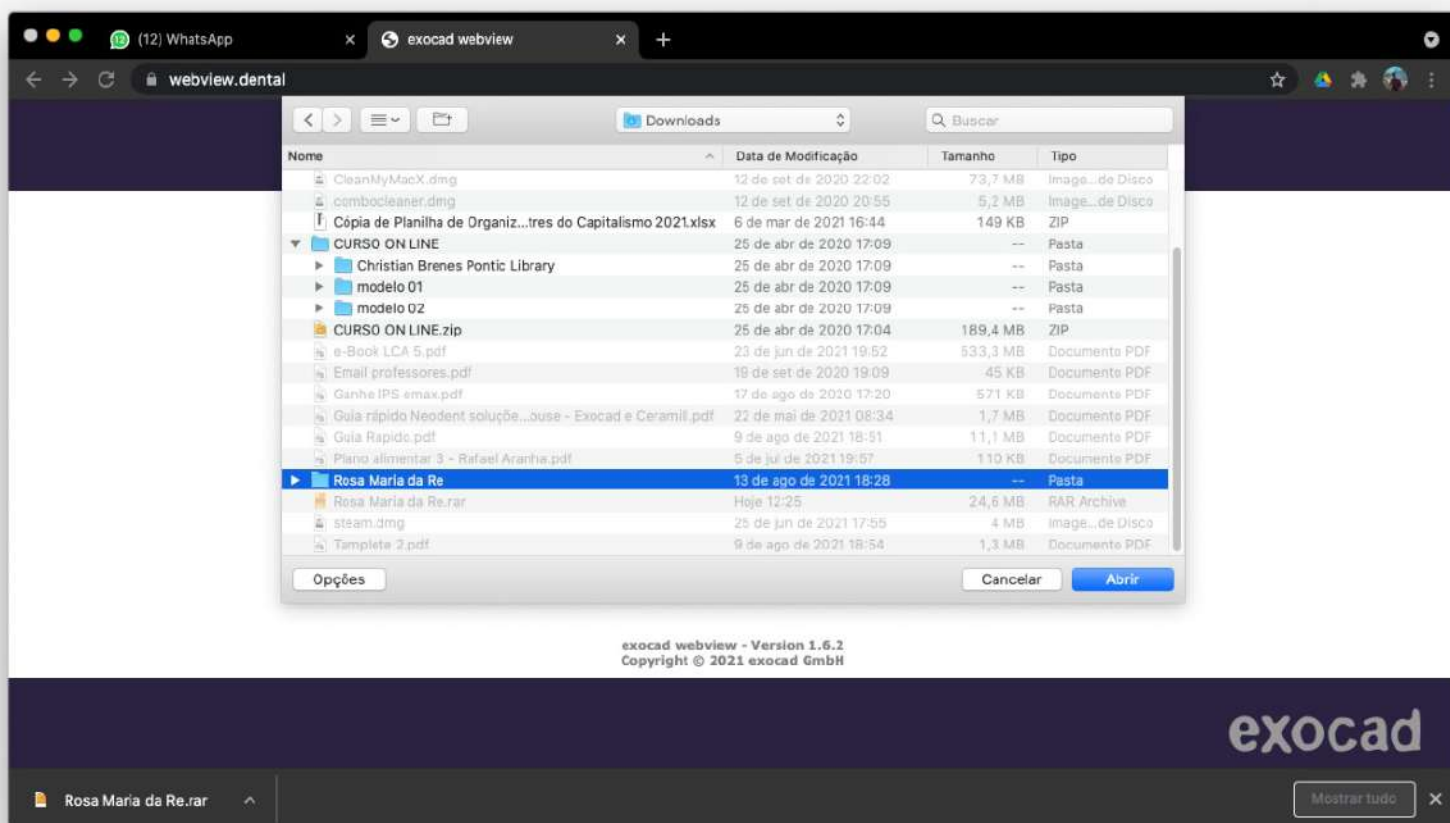 (12) WhatsApp
exocad webview
webview.dental
Downloads
Buscar
Nome Data de Modificação Tamanho Tipo
CleanMyMacX.dmg 12 de set de 2020 22:02 73,7 MB Image...de Disco
combocleaner.dmg 12 de set de 2020 20:55 5,2 MB Image...de Disco
Cópia de Planilha de Organiz...tres do Capitalismo 2021.xlsx 6 de mar de 2021 16:44 149 KB ZIP
CURSO ON LINE 25 de abr de 2020 17:09 -- Pasta
Christian Brenes Pontic Library 25 de abr de 2020 17:09 -- Pasta
modelo 01 25 de abr de 2020 17:09 -- Pasta
modelo 02 25 de abr de 2020 17:09 -- Pasta
CURSO ON LINE.zip 25 de abr de 2020 17:04 189,4 MB ZIP
e-Book LCA 5.pdf 23 de jun de 2021 19:52 533,3 MB Documento PDF
Email professores.pdf 19 de set de 2020 19:09 45 KB Documento PDF
Ganhe IPS emax.pdf 17 de ago de 2020 17:20 571 KB Documento PDF
Guia rápido Neodent soluçõe...ouse - Exocad e Ceramill.pdf 22 de mai de 2021 08:34 1,7 MB Documento PDF
Guia Rapido.pdf 9 de ago de 2021 18:51 11,1 MB Documento PDF
Plano alimentar 3 - Rafael Aranha.pdf 5 de jul de 2021 19:57 110 KB Documento PDF
Rosa Maria da Re 13 de ago de 2021 18:28 -- Pasta
Rosa Maria da Re.rar Hoje 12:25 24,6 MB RAR Archive
steam.dmg 25 de jun de 2021 17:55 4 MB Image...de Disco
Tamplete 2.pdf 9 de ago de 2021 18:54 1,3 MB Documento PDF
Opções Cancelar Abrir
exocad webview - Version 1.6.2
Copyright © 2021 exocad GmbH
exocad
Rosa Maria da Re.rar
Mostrar tudo